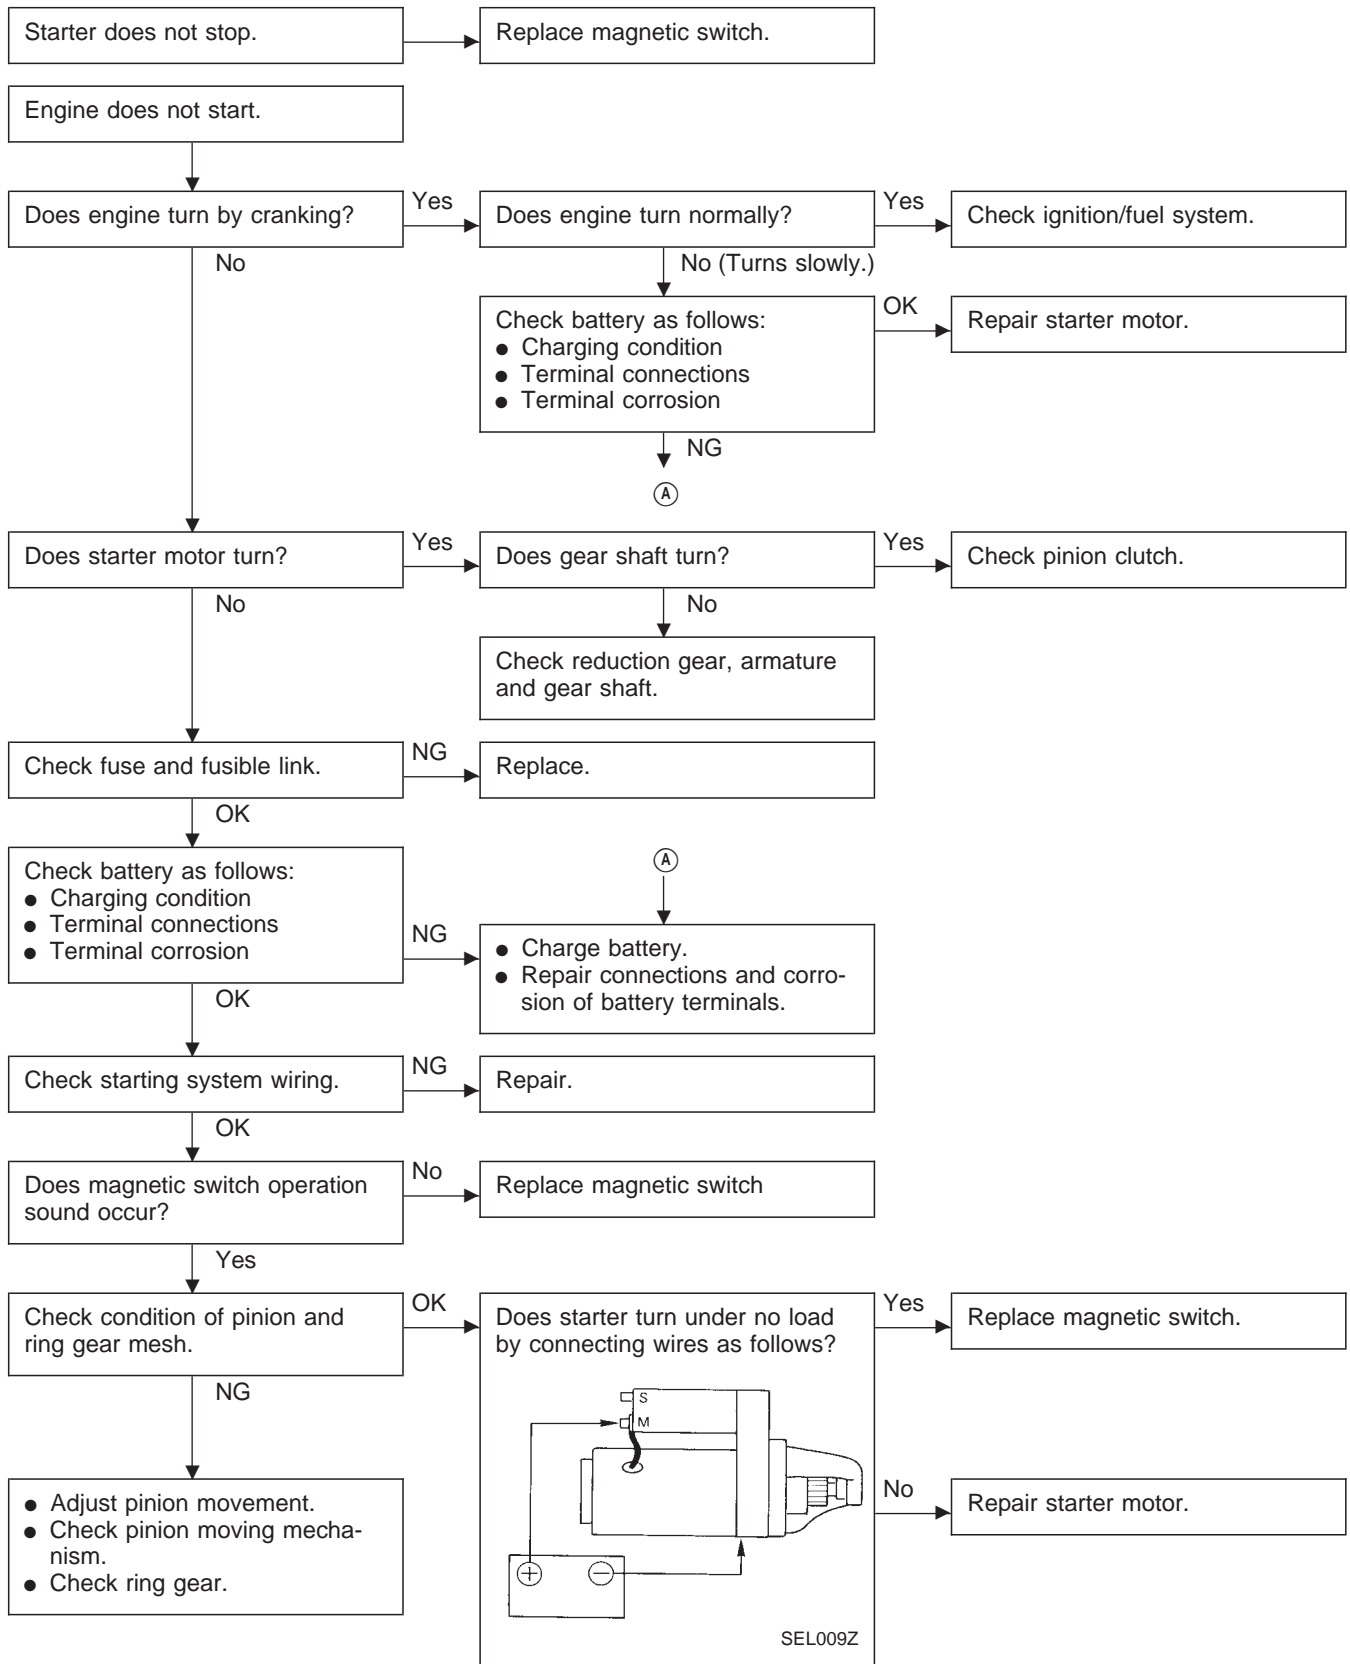 Starter does not stop.
Replace magnetic switch.
Engine does not start.
Does engine turn by cranking?
Yes
Does engine turn normally?
Yes
Check ignition/fuel system.
No
No (Turns slowly.)
Check battery as follows:
● Charging condition
● Terminal connections
● Terminal corrosion
OK
Repair starter motor.
NG
A
Does starter motor turn?
Yes
Does gear shaft turn?
Yes
Check pinion clutch.
No
No
Check reduction gear, armature
and gear shaft.
Check fuse and fusible link.
NG
Replace.
OK
Check battery as follows:
● Charging condition
● Terminal connections
● Terminal corrosion
NG
A
● Charge battery.
● Repair connections and corro-
sion of battery terminals.
OK
Check starting system wiring.
NG
Repair.
OK
Does magnetic switch operation
sound occur?
No
Replace magnetic switch
Yes
Check condition of pinion and
ring gear mesh.
OK
Does starter turn under no load
by connecting wires as follows?
Yes
Replace magnetic switch.
NG
S
M
+
−
SEL009Z
No
Repair starter motor.
● Adjust pinion movement.
● Check pinion moving mecha-
nism.
● Check ring gear.